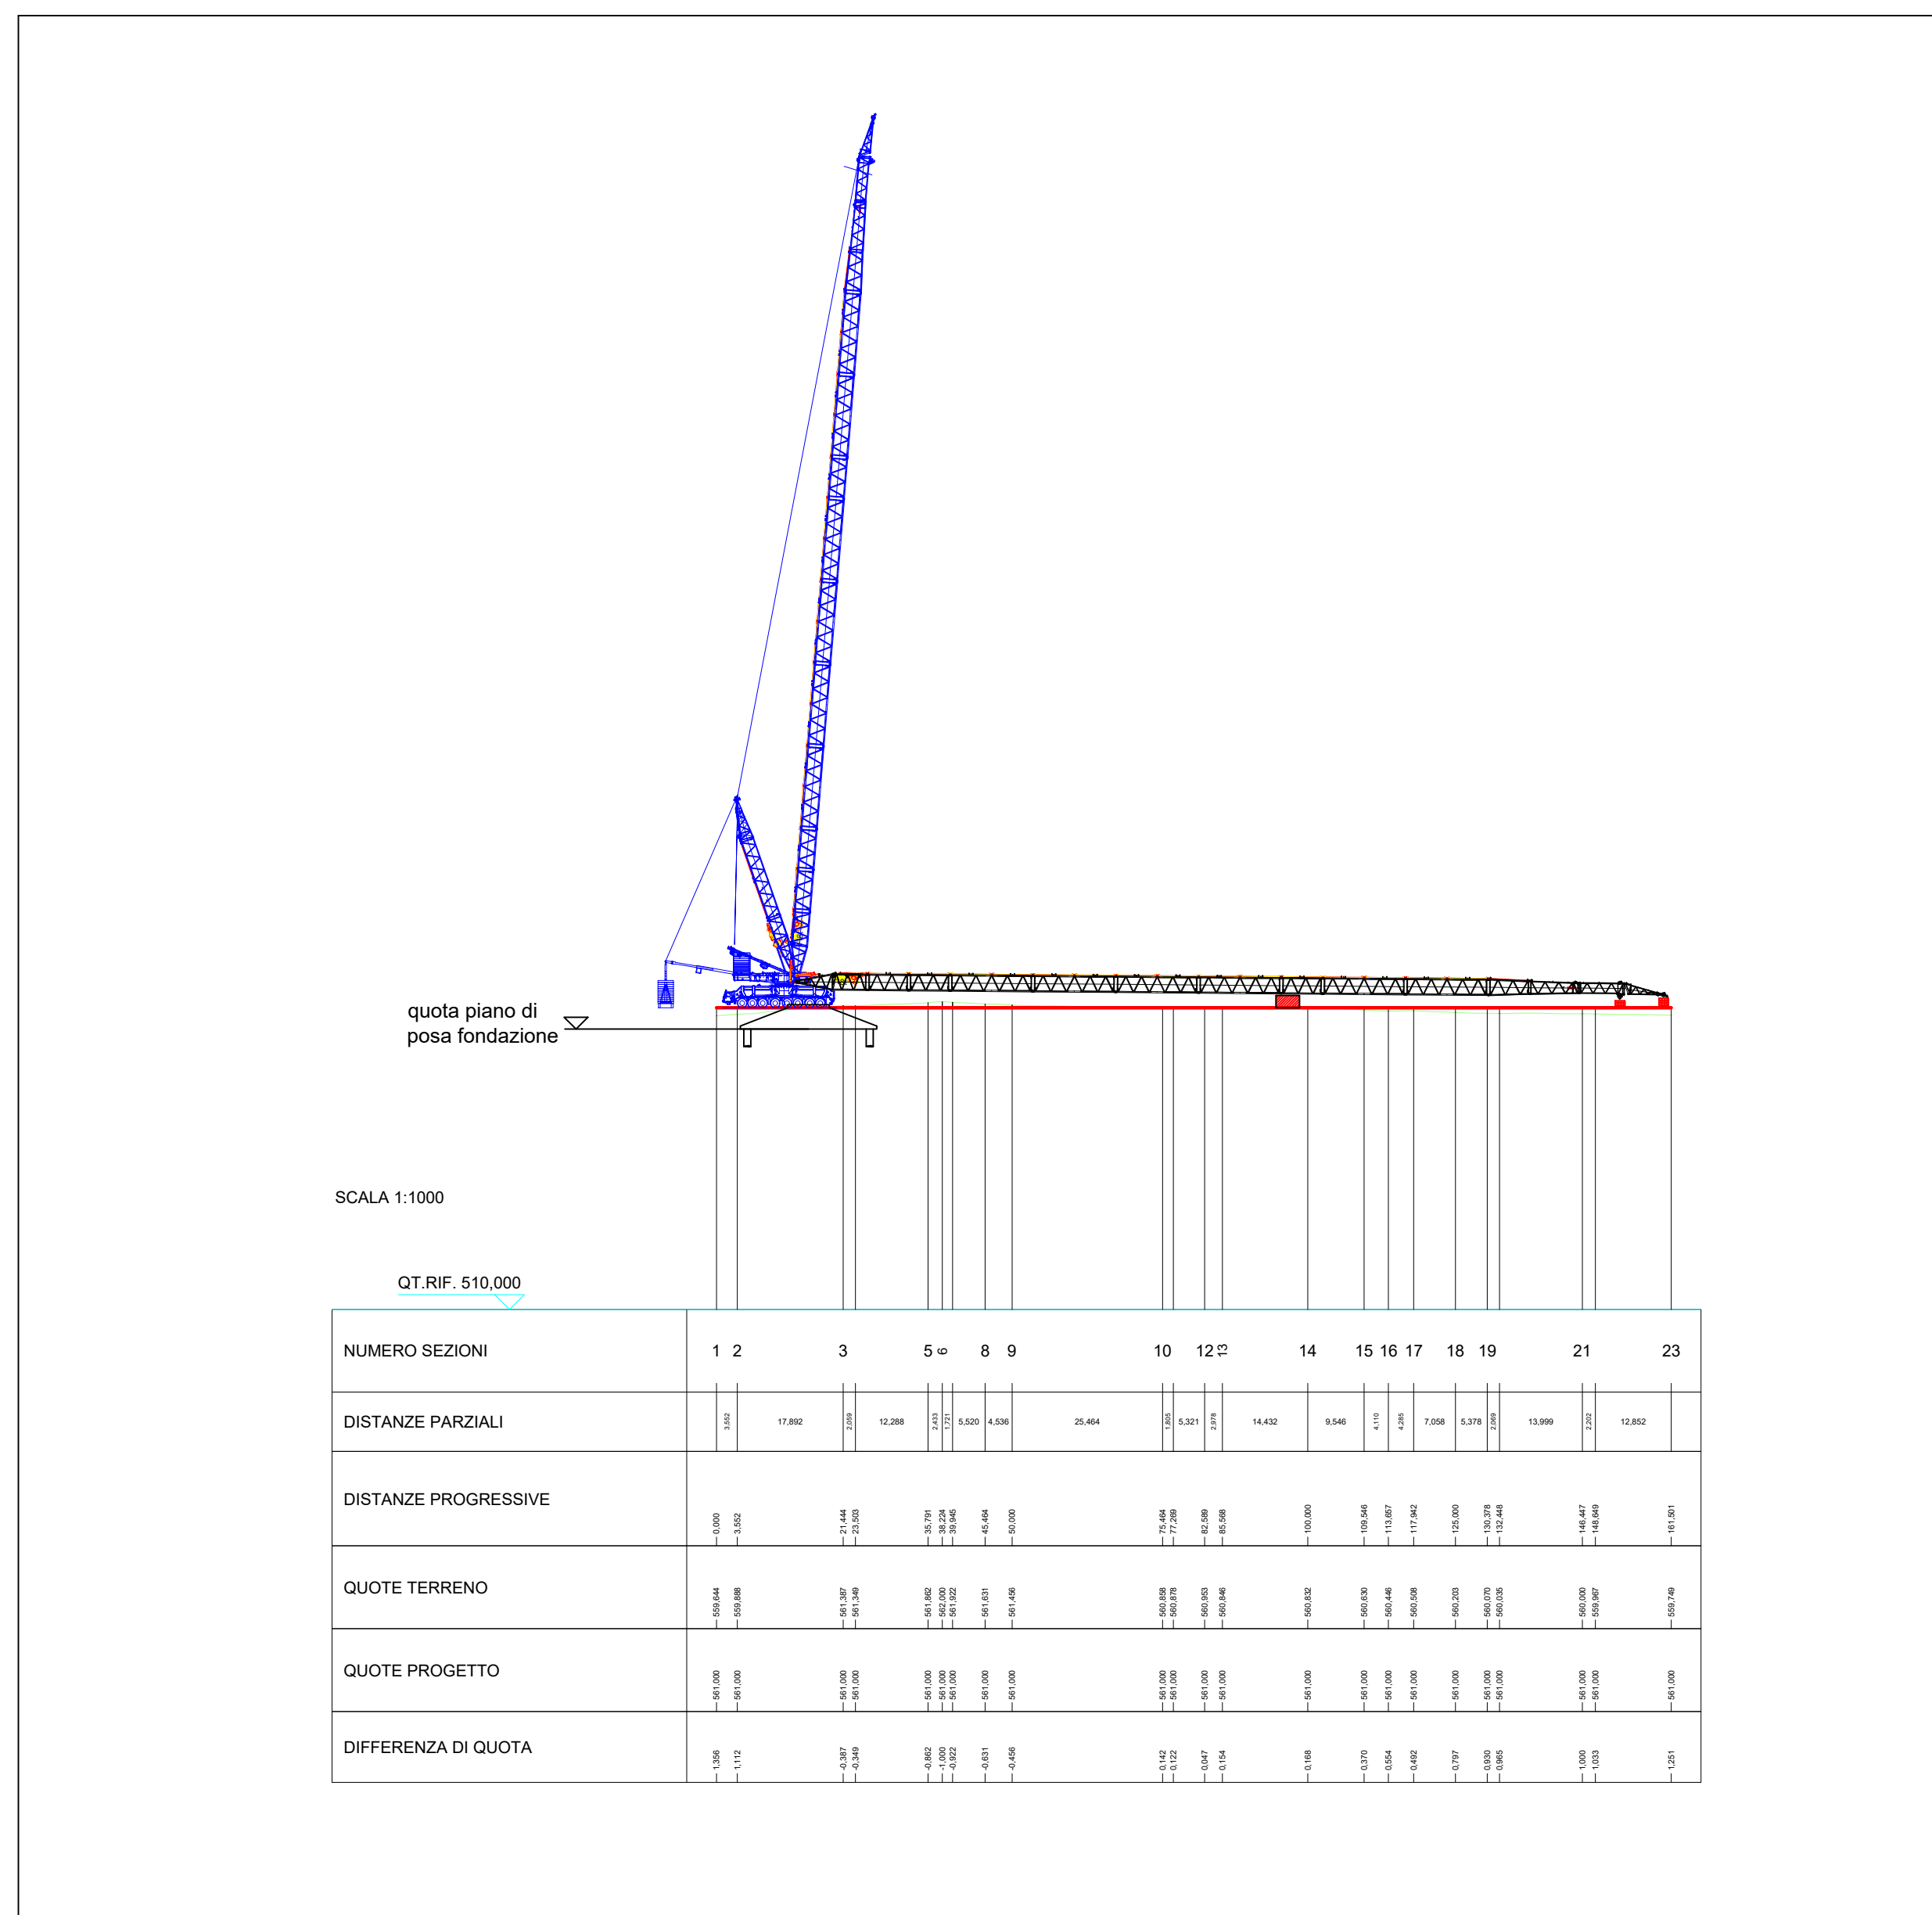 quota piano di
posa fondazione
SCALA 1:1000
QT.RIF. 510,000
NUMERO SEZIONI 1 2 3 5 6 8 9 10 12 13 14 15 16 17 18 19 21 23
DISTANZE PARZIALI 3,552 17,892 2,059 12,288 2,433 1,721 5,520 4,536 25,464 1,805 5,321 2,978 14,432 9,546 4,110 4,285 7,058 5,378 2,069 13,999 2,202 12,852
DISTANZE PROGRESSIVE 0,000 3,552 21,444 23,503 35,791 38,224 39,945 45,464 50,000 75,464 77,269 82,589 85,568 100,000 109,546 113,657 117,942 125,000 130,378 132,448 146,447 148,649 161,501
QUOTE TERRENO 559,644 559,888 561,387 561,349 561,862 562,000 561,922 561,631 561,456 560,858 560,878 560,953 560,846 560,832 560,630 560,446 560,508 560,203 560,070 560,035 560,000 559,967 559,749
QUOTE PROGETTO 561,000 561,000 561,000 561,000 561,000 561,000 561,000 561,000 561,000 561,000 561,000 561,000 561,000 561,000 561,000 561,000 561,000 561,000 561,000 561,000 561,000 561,000 561,000
DIFFERENZA DI QUOTA 1,356 1,112 -0,387 -0,349 -0,862 -1,000 -0,922 -0,631 -0,456 0,142 0,122 0,047 0,154 0,168 0,370 0,554 0,492 0,797 0,930 0,965 1,000 1,033 1,251